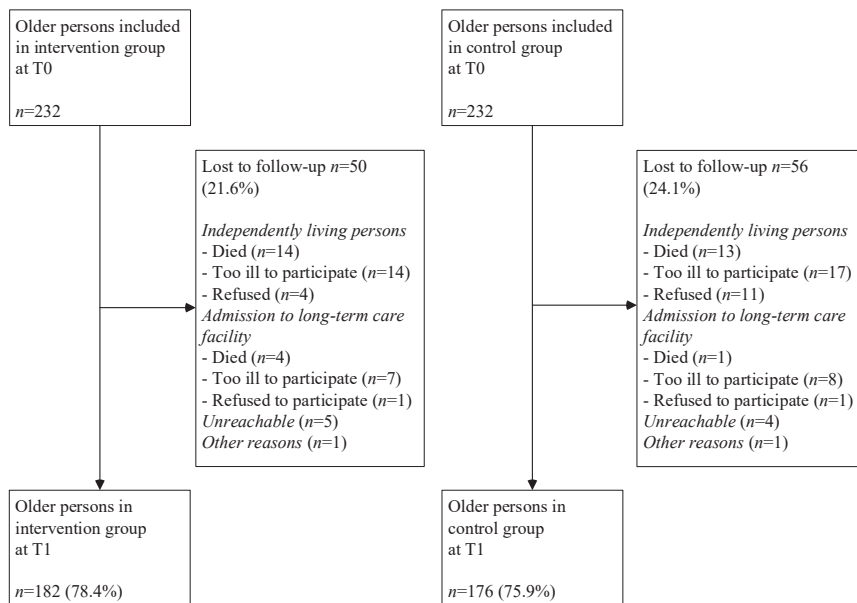 Older persons included
in intervention group
at T0
n=232
Older persons included
in control group
at T0
n=232
Lost to follow-up n=50
(21.6%)
Independently living persons
- Died (n=14)
- Too ill to participate (n=14)
- Refused (n=4)
Admission to long-term care
facility
- Died (n=4)
- Too ill to participate (n=7)
- Refused to participate (n=1)
Unreachable (n=5)
Other reasons (n=1)
Lost to follow-up n=56
(24.1%)
Independently living persons
- Died (n=13)
- Too ill to participate (n=17)
- Refused (n=11)
Admission to long-term care
facility
- Died (n=1)
- Too ill to participate (n=8)
- Refused to participate (n=1)
Unreachable (n=4)
Other reasons (n=1)
Older persons in
intervention group
at T1
n=182 (78.4%)
Older persons in
control group
at T1
n=176 (75.9%)